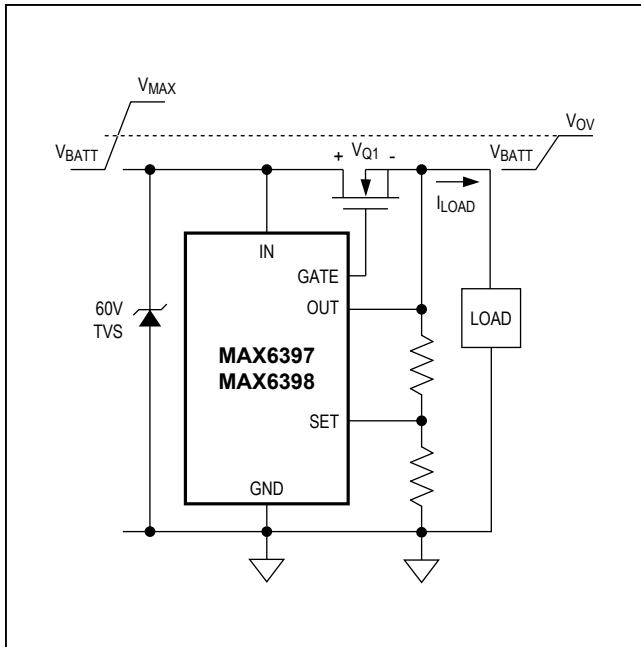 VMAX
VOV
VBATT
+ VQ1 -
VBATT
ILOAD
IN
GATE
60V
TVS
OUT
LOAD
MAX6397
MAX6398
SET
GND